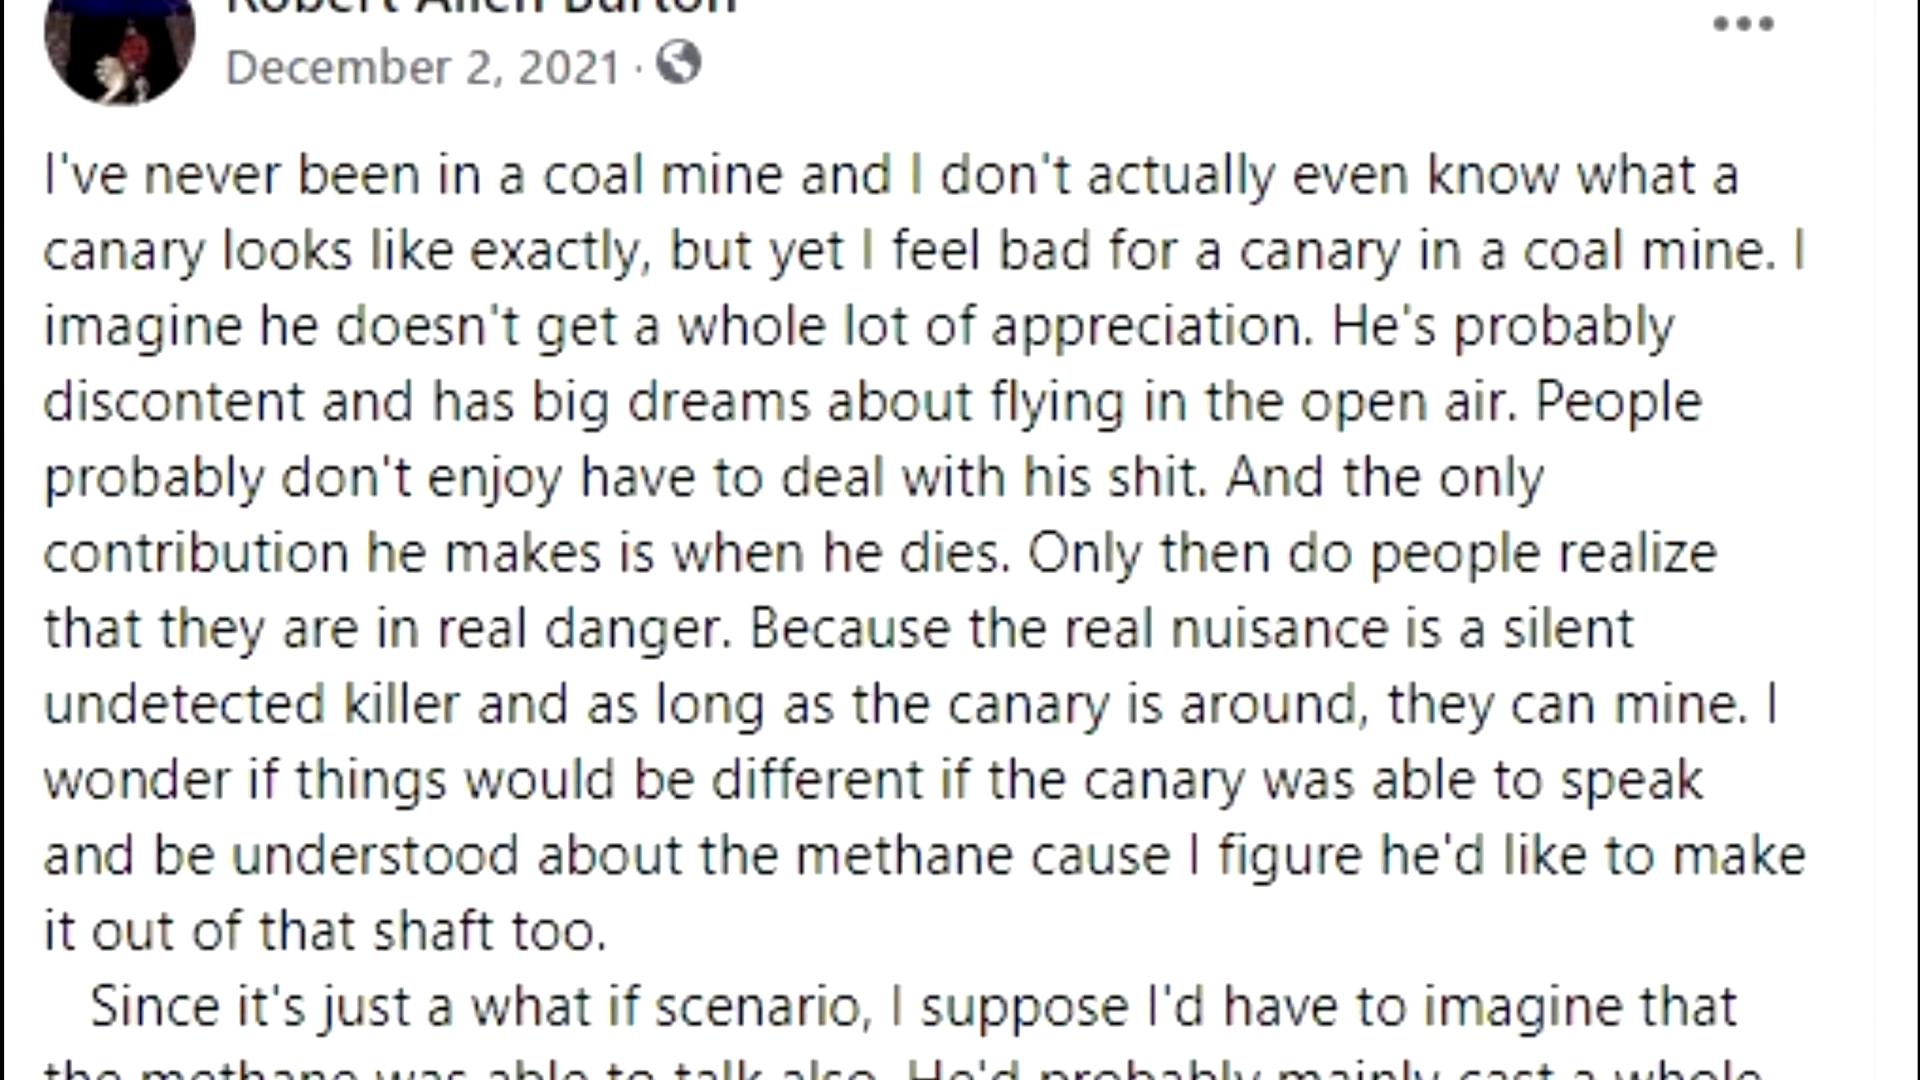 Robert Allen Burton
December 2, 2021 ·
I've never been in a coal mine and I don't actually even know what a
canary looks like exactly, but yet I feel bad for a canary in a coal mine. I
imagine he doesn't get a whole lot of appreciation. He's probably
discontent and has big dreams about flying in the open air. People
probably don't enjoy have to deal with his shit. And the only
contribution he makes is when he dies. Only then do people realize
that they are in real danger. Because the real nuisance is a silent
undetected killer and as long as the canary is around, they can mine. I
wonder if things would be different if the canary was able to speak
and be understood about the methane cause I figure he'd like to make
it out of that shaft too.
Since it's just a what if scenario, I suppose I'd have to imagine that
the methane was able to talk also. He'd probably mainly cast a whole